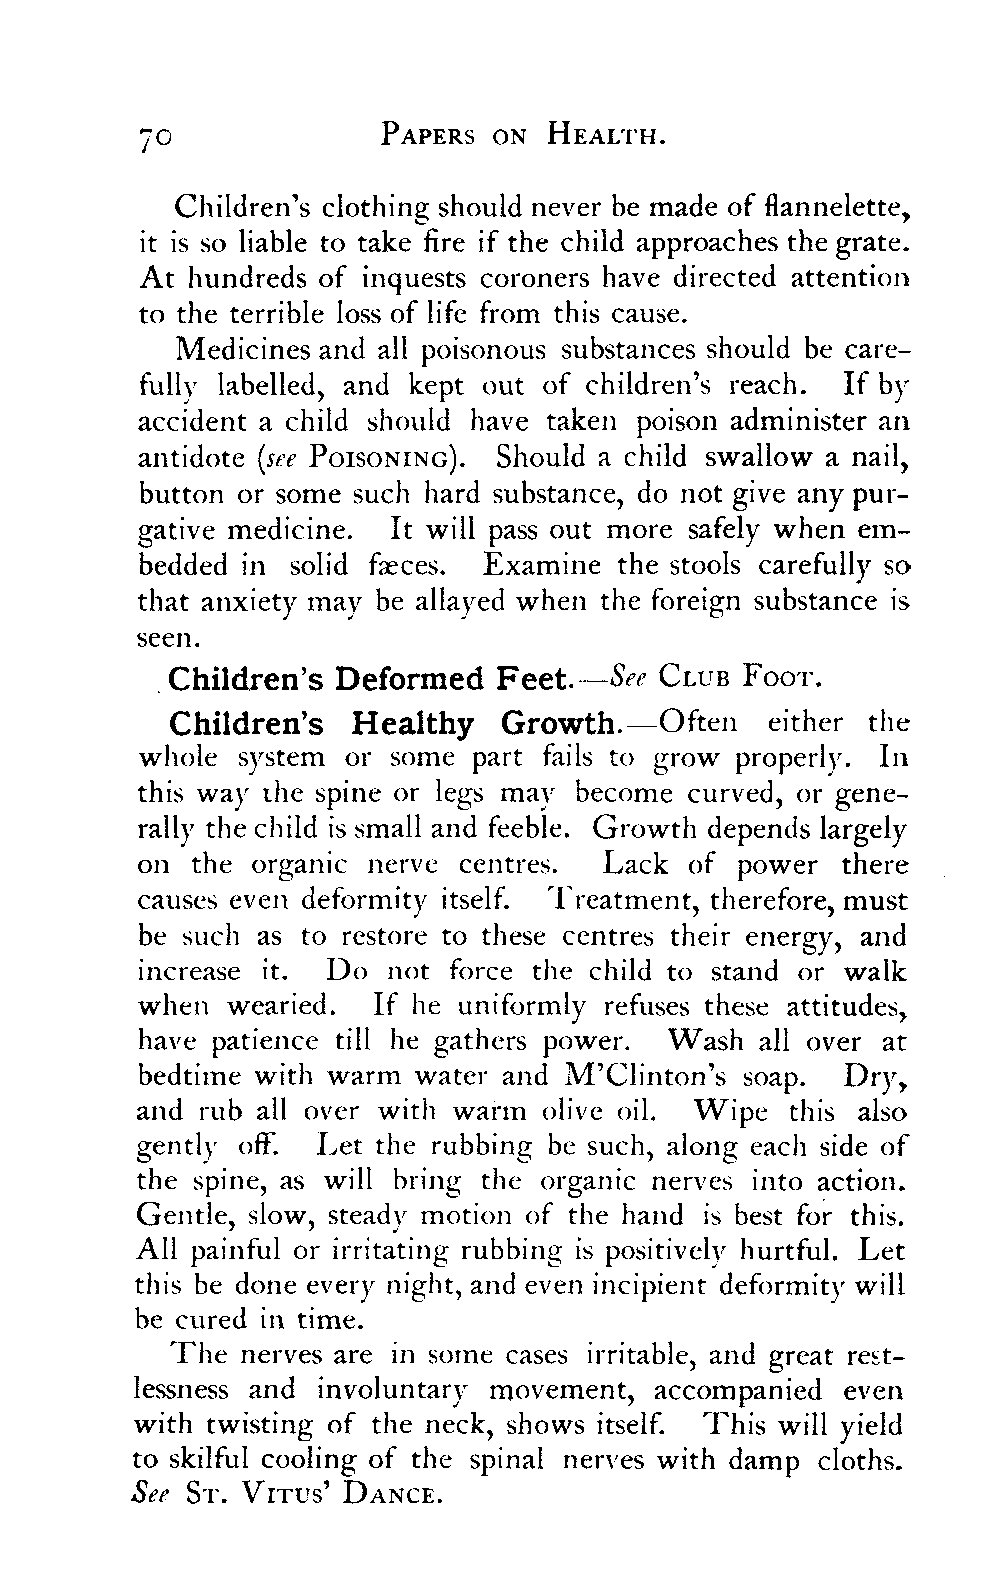 70 PAPERS ON HEALTH.
Children's clothing should never be made of flannelette,
it is so liable to take fire if the child approaches the grate.
At hundreds of inquests coroners have directed attention
to the terrible loss of life from this cause.
Medicines and all poisonous substances should be care-
fully labelled, and kept out of children's reach. If by
accident a child should have taken poison administer an
antidote (see POISONING). Should a child swallow a nail,
button or some such hard substance, do not give any pur-
gative medicine. It will pass out more safely when em-
bedded in solid fæces. Examine the stools carefully so
that anxiety may be allayed when the foreign substance is
seen.
Children's Deformed Feet.—See CLUB FOOT.
Children's Healthy Growth.—Often either the
whole system or some part fails to grow properly. In
this way the spine or legs may become curved, or gene-
rally the child is small and feeble. Growth depends largely
on the organic nerve centres. Lack of power there
causes even deformity itself. Treatment, therefore, must
be such as to restore to these centres their energy, and
increase it. Do not force the child to stand or walk
when wearied. If he uniformly refuses these attitudes,
have patience till he gathers power. Wash all over at
bedtime with warm water and M'Clinton's soap. Dry,
and rub all over with warm olive oil. Wipe this also
gently off. Let the rubbing be such, along each side of
the spine, as will bring the organic nerves into action.
Gentle, slow, steady motion of the hand is best for this.
All painful or irritating rubbing is positively hurtful. Let
this be done every night, and even incipient deformity will
be cured in time.
The nerves are in some cases irritable, and great rest-
lessness and involuntary movement, accompanied even
with twisting of the neck, shows itself. This will yield
to skilful cooling of the spinal nerves with damp cloths.
See ST. VITUS' DANCE.